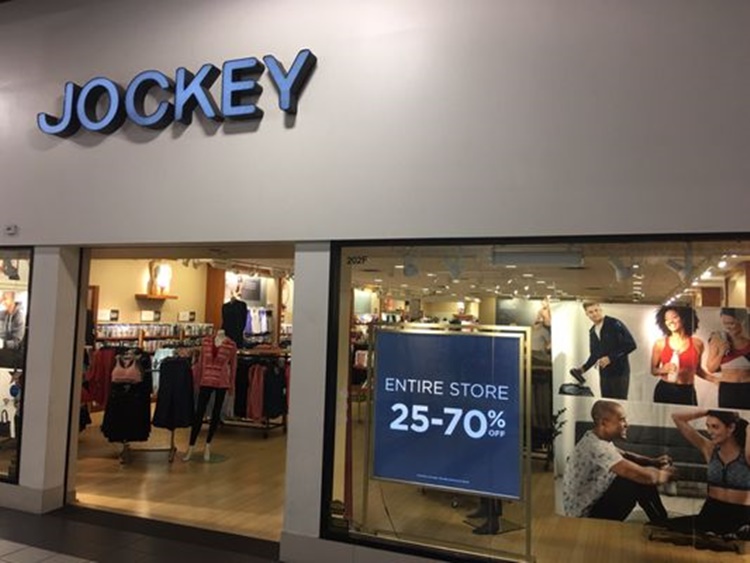 JOCKEY
202F
ENTIRE STORE
25-70% OFF